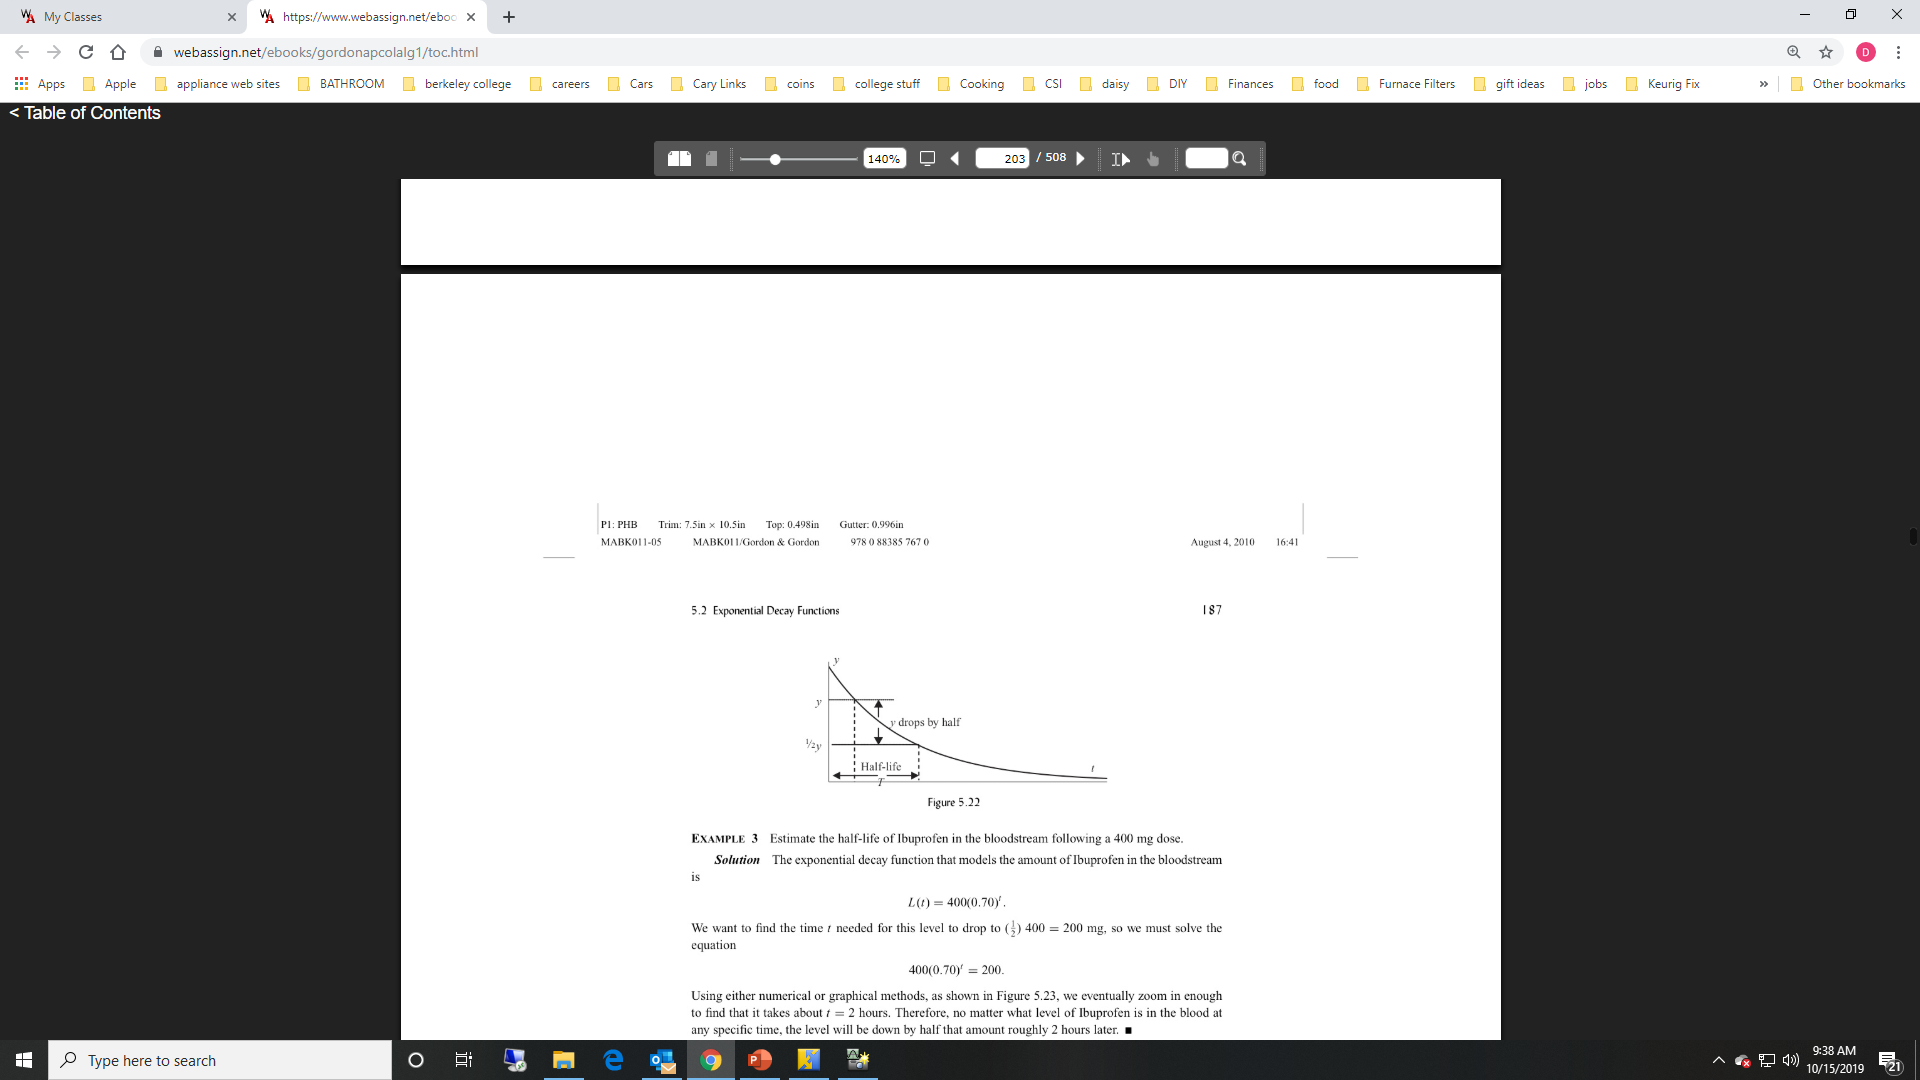 My Classes
https://www.webassign.net/eboo
webassign.net/ebooks/gordonapcolalg1/toc.html
D
Apps Apple appliance web sites BATHROOM berkeley college careers Cars Cary Links coins college stuff Cooking CSI daisy DIY Finances food Furnace Filters gift ideas jobs Keurig Fix » Other bookmarks
< Table of Contents
140% 203 / 508
P1: PHB Trim: 7.5in × 10.5in Top: 0.498in Gutter: 0.996in
MABK011-05 MABK011/Gordon & Gordon 978 0 88385 767 0 August 4, 2010 16:41
5.2 Exponential Decay Functions 187
y
y
y drops by half
1/2y
Half-life
t
T
Figure 5.22
EXAMPLE 3 Estimate the half-life of Ibuprofen in the bloodstream following a 400 mg dose.
Solution The exponential decay function that models the amount of Ibuprofen in the bloodstream
is
L(t) = 400(0.70)^t.
We want to find the time t needed for this level to drop to (1/2) 400 = 200 mg, so we must solve the
equation
400(0.70)^t = 200.
Using either numerical or graphical methods, as shown in Figure 5.23, we eventually zoom in enough
to find that it takes about t = 2 hours. Therefore, no matter what level of Ibuprofen is in the blood at
any specific time, the level will be down by half that amount roughly 2 hours later. ■
Type here to search
9:38 AM
10/15/2019
21